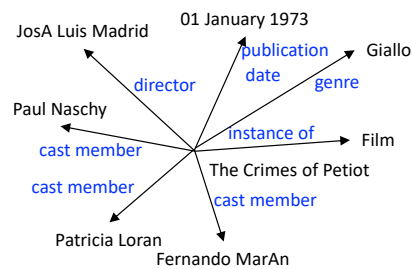 01 January 1973
JosA Luis Madrid
Giallo
publication
date
director
genre
Paul Naschy
instance of
Film
cast member
The Crimes of Petiot
cast member
cast member
Patricia Loran
Fernando MarAn